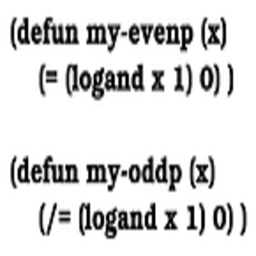 (defun my-evenp (x)
(= (logand x 1) 0) )
(defun my-oddp (x)
(/= (logand x 1) 0) )